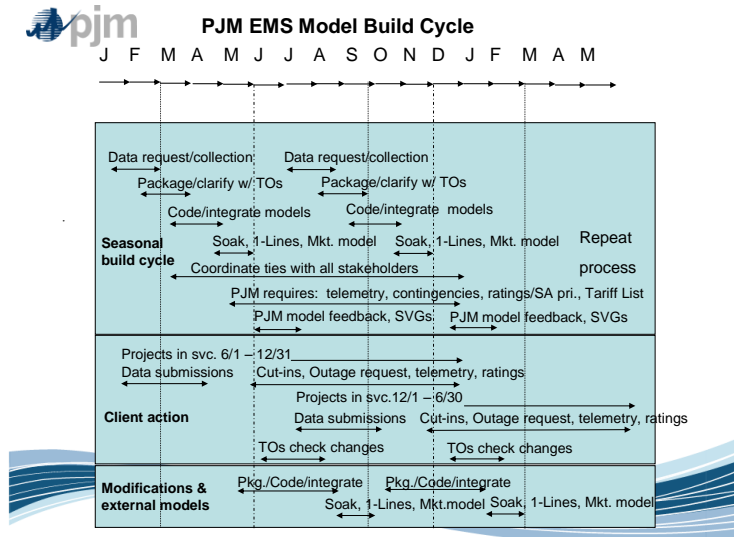 pjm
PJM EMS Model Build Cycle
J F M A M J J A S O N D J F M A M
Data request/collection Data request/collection
Package/clarify w/ TOs Package/clarify w/ TOs
Code/integrate models Code/integrate models
Seasonal build cycle
Soak, 1-Lines, Mkt. model Soak, 1-Lines, Mkt. model
Repeat process
Coordinate ties with all stakeholders
PJM requires: telemetry, contingencies, ratings/SA pri., Tariff List
PJM model feedback, SVGs PJM model feedback, SVGs
Projects in svc. 6/1 – 12/31
Data submissions Cut-ins, Outage request, telemetry, ratings
Projects in svc.12/1 – 6/30
Client action
Data submissions Cut-ins, Outage request, telemetry, ratings
TOs check changes TOs check changes
Modifications & external models
Pkg./Code/integrate Pkg./Code/integrate
Soak, 1-Lines, Mkt.model Soak, 1-Lines, Mkt. model